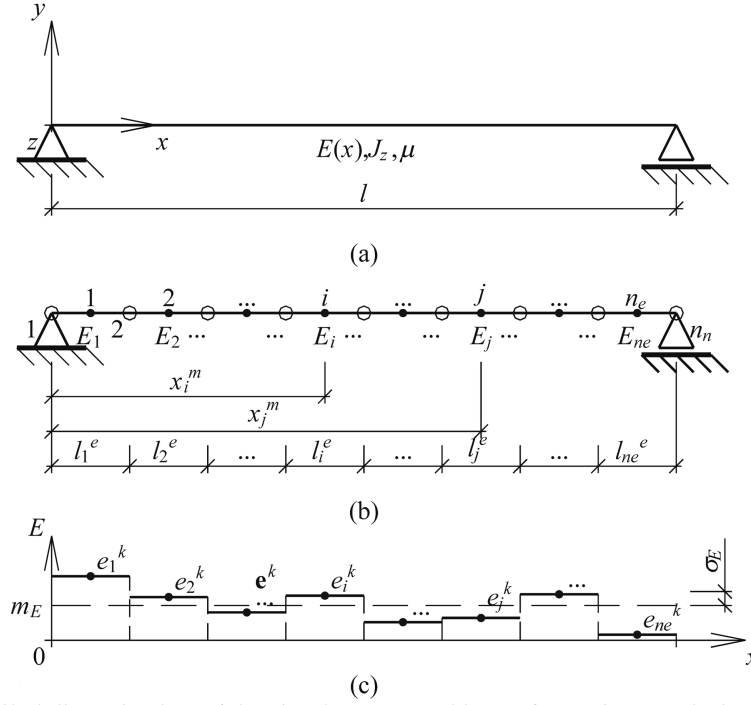 y
z x
E(x), J_z, μ
l
(a)
1 2 ... i ... j ... n_e
1 E_1 2 E_2 ... ... E_i ... ... E_j ... ... E_ne n_n
x_i^m
x_j^m
l_1^e l_2^e ... l_i^e ... l_j^e ... l_ne^e
(b)
E
e_1^k e_2^k e^k ... e_i^k ... e_j^k ... e_ne^k
σ_E
m_E
0 x
(c)